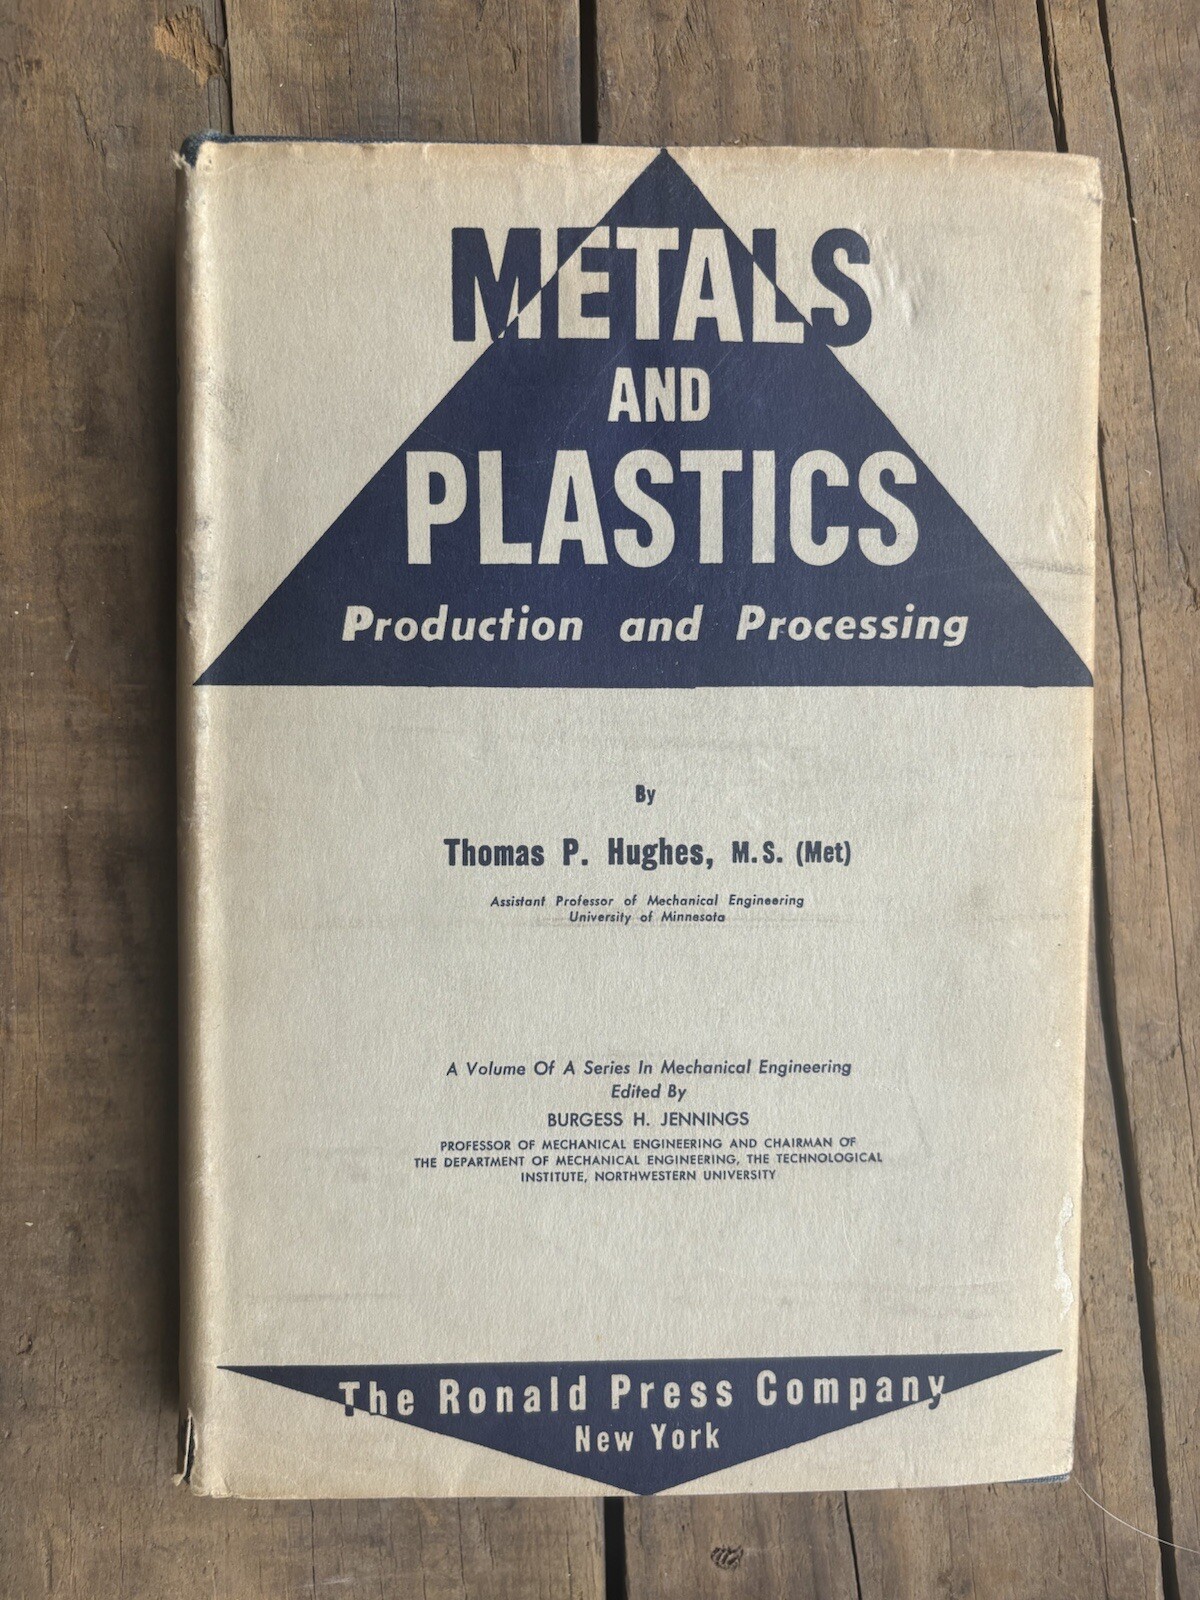 METALS
AND
PLASTICS
Production and Processing
By
Thomas P. Hughes, M.S. (Met)
Assistant Professor of Mechanical Engineering
University of Minnesota
A Volume Of A Series In Mechanical Engineering
Edited By
BURGESS H. JENNINGS
PROFESSOR OF MECHANICAL ENGINEERING AND CHAIRMAN OF
THE DEPARTMENT OF MECHANICAL ENGINEERING, THE TECHNOLOGICAL
INSTITUTE, NORTHWESTERN UNIVERSITY
The Ronald Press Company
New York